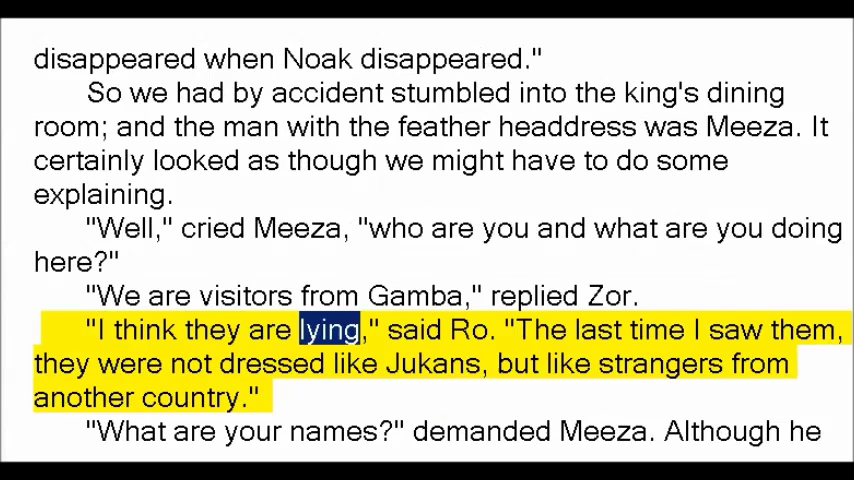 disappeared when Noak disappeared."
So we had by accident stumbled into the king's dining
room; and the man with the feather headdress was Meeza. It
certainly looked as though we might have to do some
explaining.
"Well," cried Meeza, "who are you and what are you doing
here?"
"We are visitors from Gamba," replied Zor.
"I think they are lying," said Ro. "The last time I saw them,
they were not dressed like Jukans, but like strangers from
another country."
"What are your names?" demanded Meeza. Although he